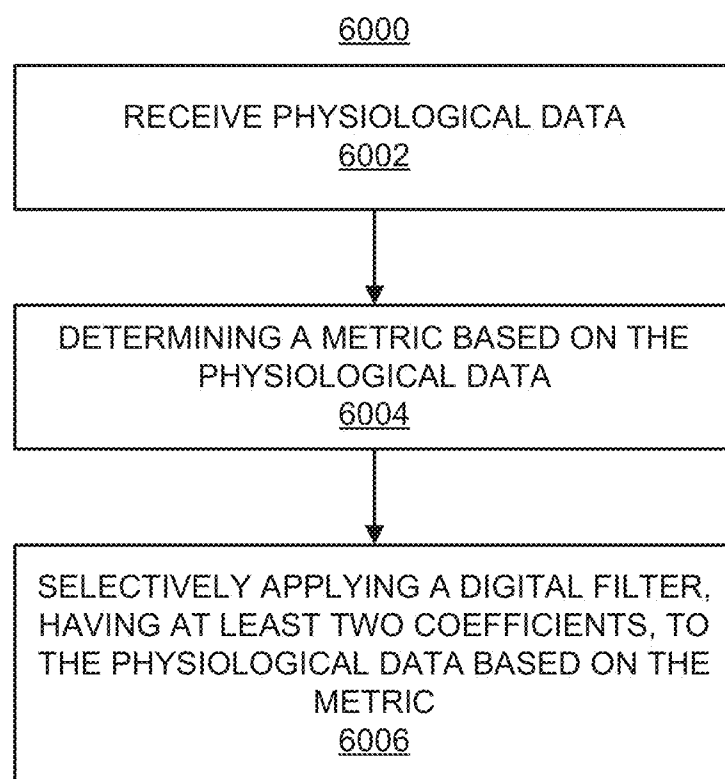 6000
RECEIVE PHYSIOLOGICAL DATA
6002
DETERMINING A METRIC BASED ON THE
PHYSIOLOGICAL DATA
6004
SELECTIVELY APPLYING A DIGITAL FILTER,
HAVING AT LEAST TWO COEFFICIENTS, TO
THE PHYSIOLOGICAL DATA BASED ON THE
METRIC
6006